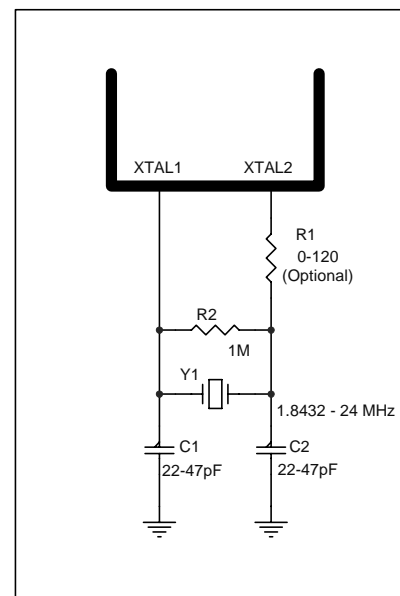 XTAL1 XTAL2
R1
0-120
(Optional)
R2
1M
Y1
1.8432 - 24 MHz
C1 C2
22-47pF 22-47pF